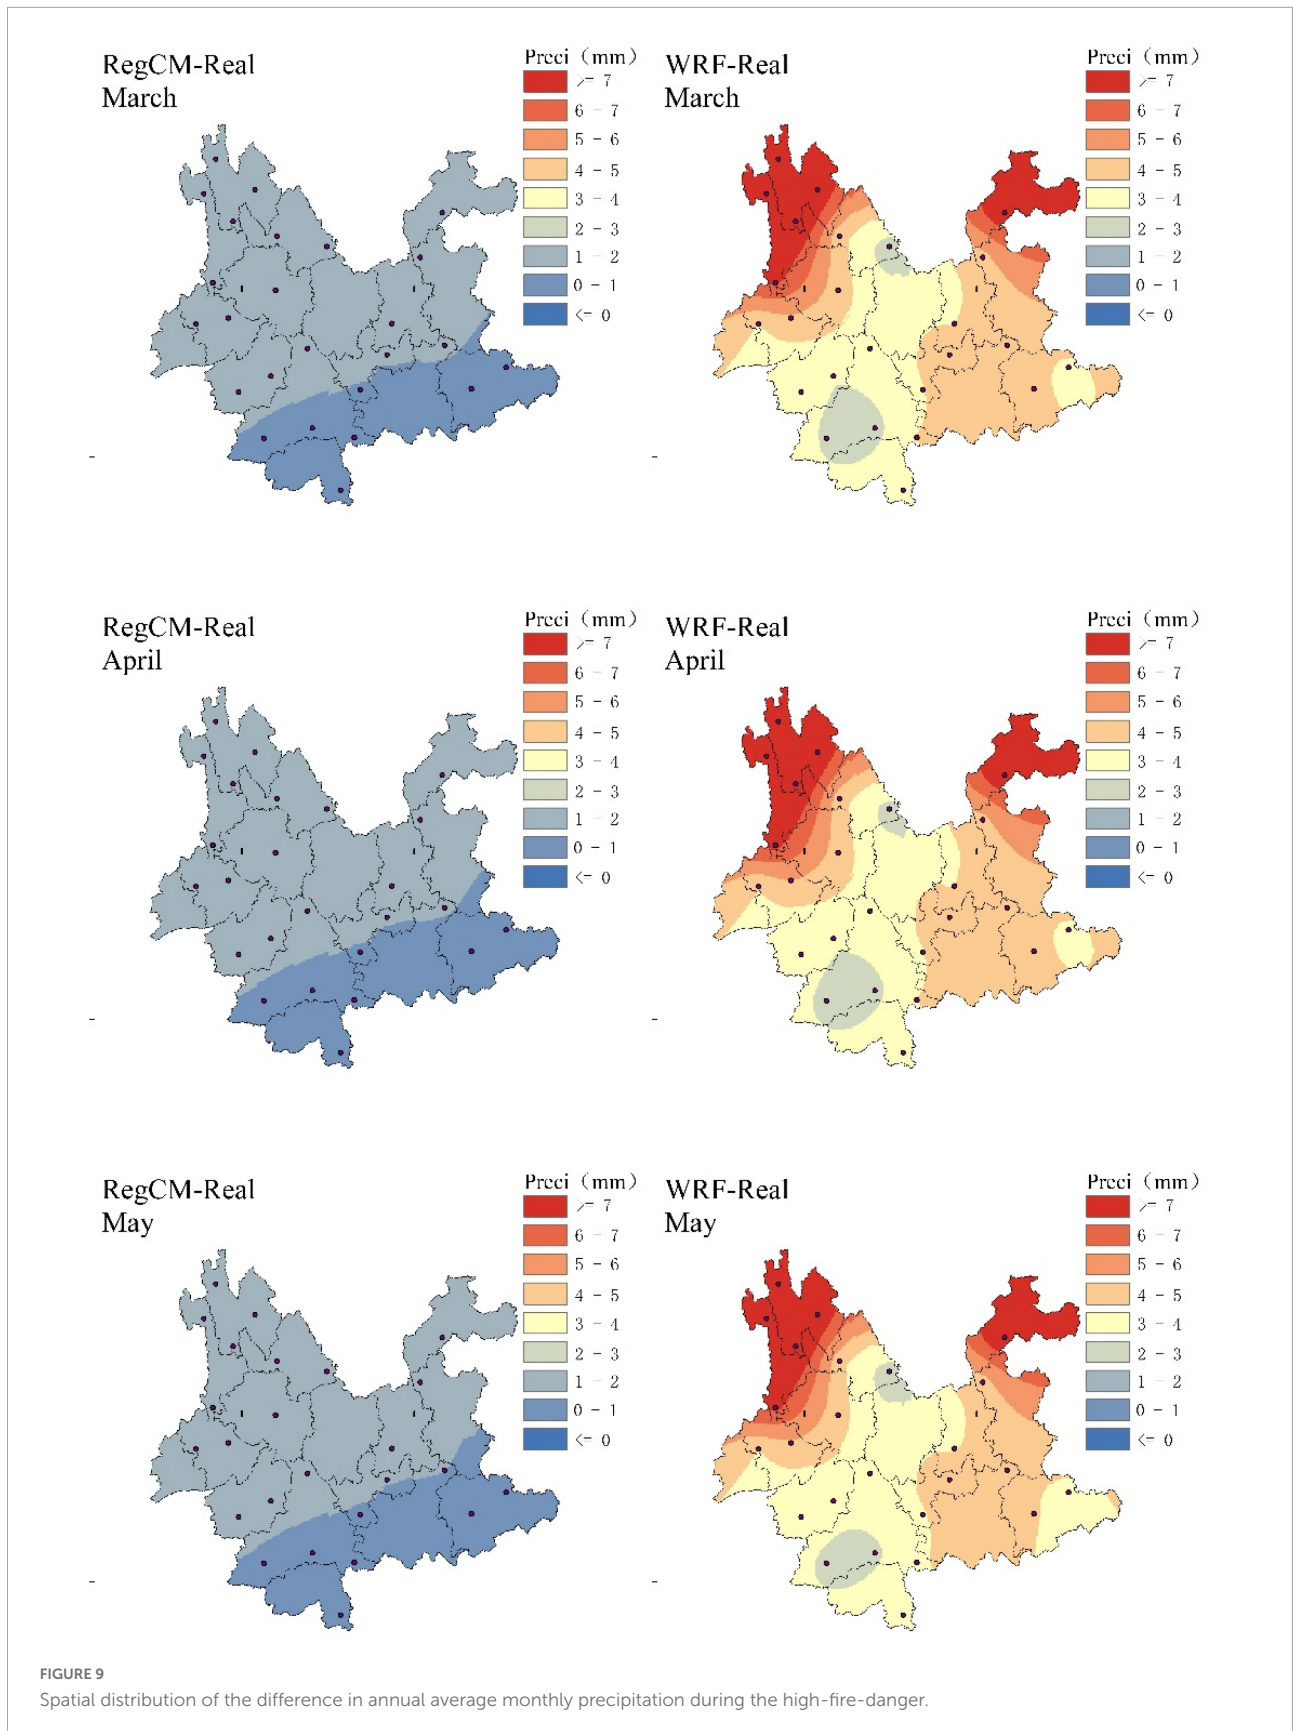 RegCM-Real
March
Preci（mm）
>= 7
6 - 7
5 - 6
4 - 5
3 - 4
2 - 3
1 - 2
0 - 1
<= 0
WRF-Real
March
Preci（mm）
>= 7
6 - 7
5 - 6
4 - 5
3 - 4
2 - 3
1 - 2
0 - 1
<= 0
RegCM-Real
April
Preci（mm）
>= 7
6 - 7
5 - 6
4 - 5
3 - 4
2 - 3
1 - 2
0 - 1
<= 0
WRF-Real
April
Preci（mm）
>= 7
6 - 7
5 - 6
4 - 5
3 - 4
2 - 3
1 - 2
0 - 1
<= 0
RegCM-Real
May
Preci（mm）
>= 7
6 - 7
5 - 6
4 - 5
3 - 4
2 - 3
1 - 2
0 - 1
<= 0
WRF-Real
May
Preci（mm）
>= 7
6 - 7
5 - 6
4 - 5
3 - 4
2 - 3
1 - 2
0 - 1
<= 0
FIGURE 9
Spatial distribution of the difference in annual average monthly precipitation during the high-fire-danger.